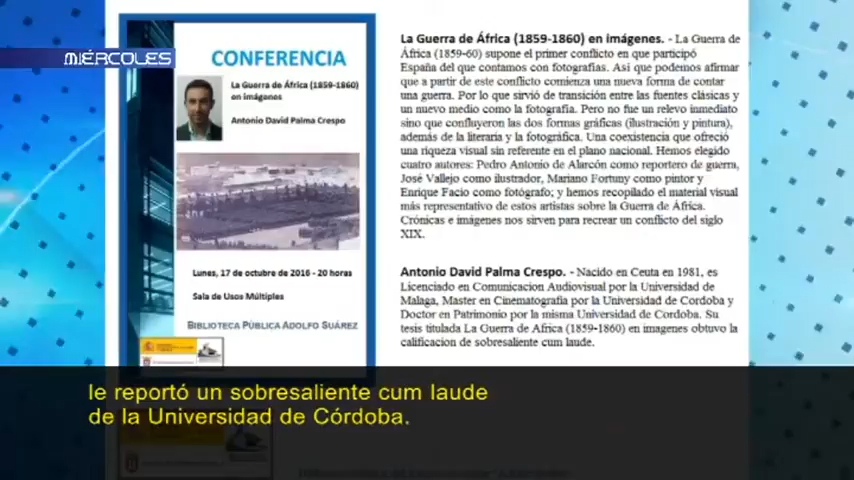 MIÉRCOLES
CONFERENCIA
La Guerra de África (1859-1860)
en imágenes
Antonio David Palma Crespo
Lunes, 17 de octubre de 2016 - 20 horas
Sala de Usos Múltiples
BIBLIOTECA PÚBLICA ADOLFO SUÁREZ
La Guerra de África (1859-1860) en imágenes. - La Guerra de
África (1859-60) supone el primer conflicto en que participó
España del que contamos con fotografías. Así que podemos afirmar
que a partir de este conflicto comienza una nueva forma de contar
una guerra. Por lo que sirvió de transición entre las fuentes clásicas y
un nuevo medio como la fotografía. Pero no fue un relevo inmediato
sino que confluyeron las dos formas gráficas (ilustración y pintura),
además de la literaria y la fotográfica. Una coexistencia que ofreció
una riqueza visual sin referente en el plano nacional. Hemos elegido
cuatro autores: Pedro Antonio de Alarcón como reportero de guerra,
José Vallejo como ilustrador, Mariano Fortuny como pintor y
Enrique Facio como fotógrafo; y hemos recopilado el material visual
más representativo de estos artistas sobre la Guerra de África.
Crónicas e imágenes nos sirven para recrear un conflicto del siglo
XIX.
Antonio David Palma Crespo. - Nacido en Ceuta en 1981, es
Licenciado en Comunicacion Audiovisual por la Universidad de
Malaga, Master en Cinematografia por la Universidad de Cordoba y
Doctor en Patrimonio por la misma Universidad de Cordoba. Su
tesis titulada La Guerra de Africa (1859-1860) en imagenes obtuvo la
calificacion de sobresaliente cum laude.
le reportó un sobresaliente cum laude
de la Universidad de Córdoba.